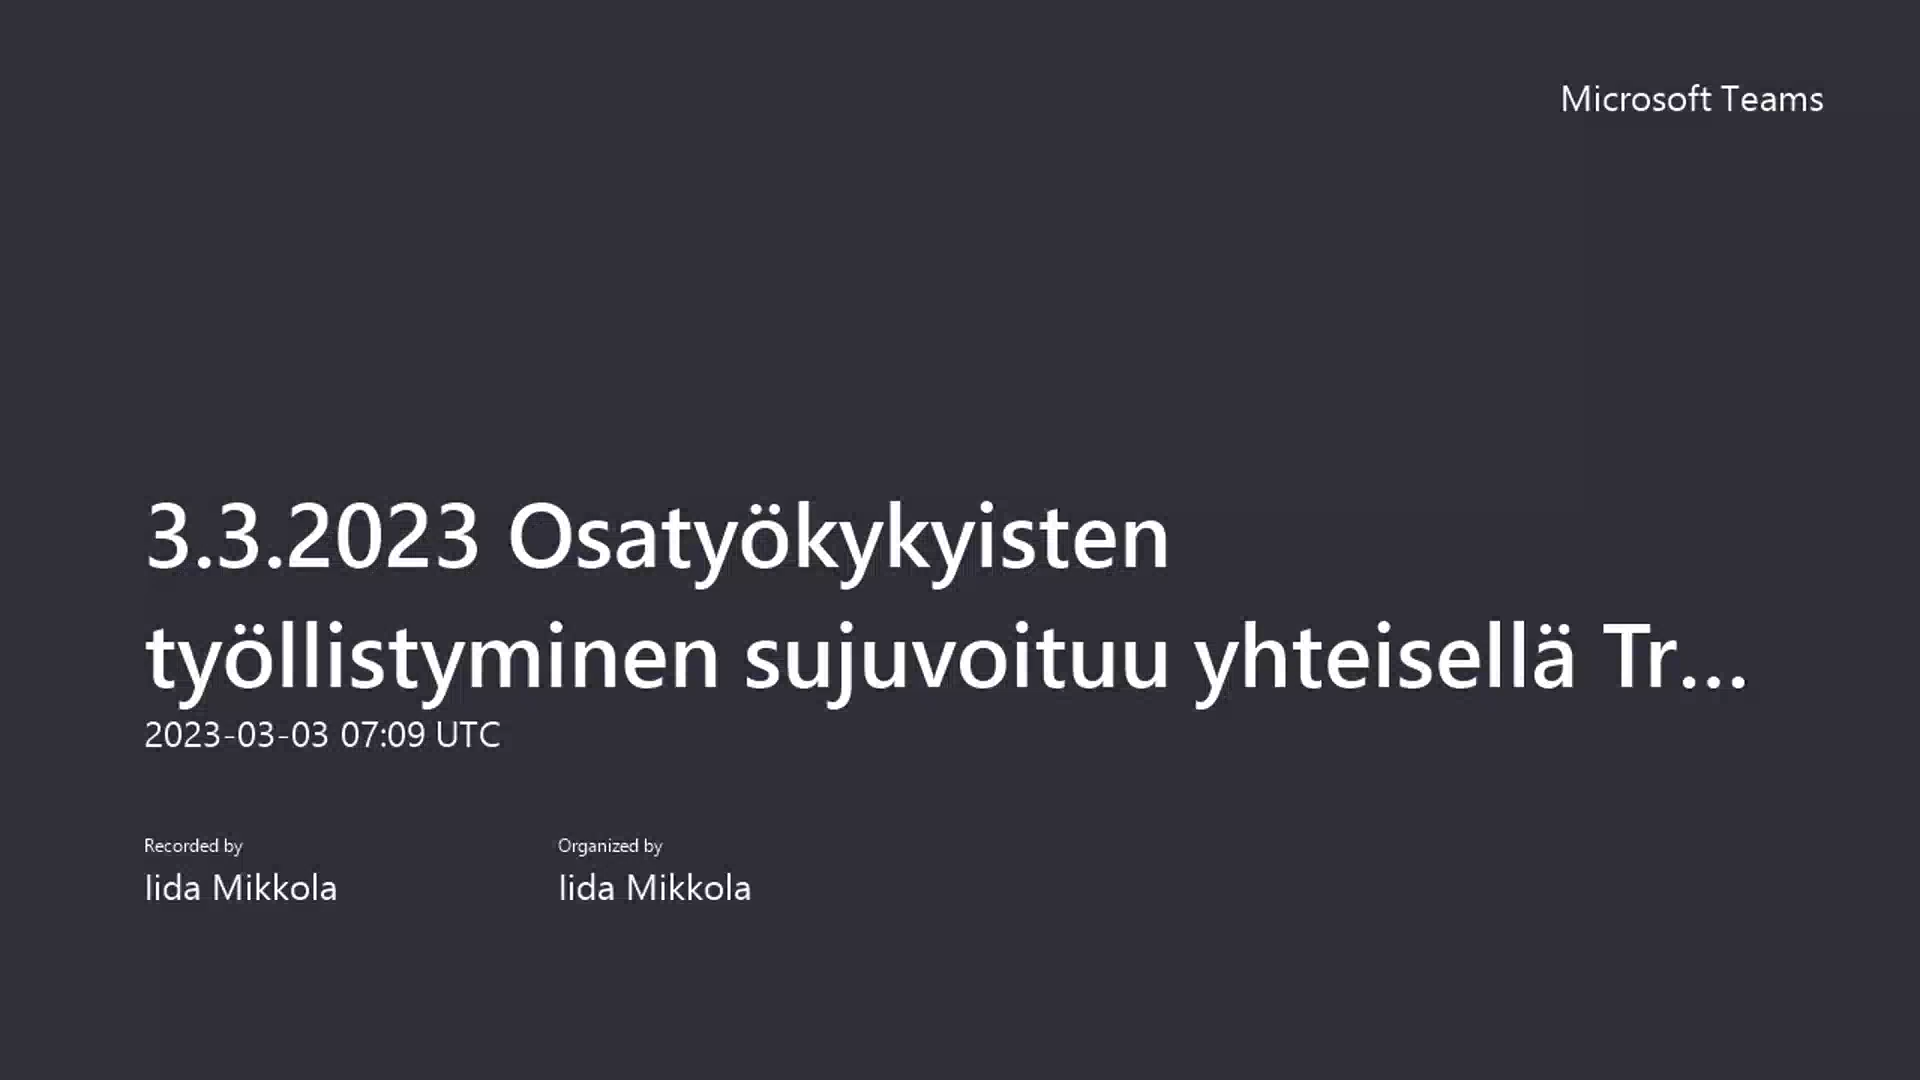 Microsoft Teams
3.3.2023 Osatyökykyisten
työllistyminen sujuvoituu yhteisellä Tr...
2023-03-03 07:09 UTC
Recorded by
Iida Mikkola
Organized by
Iida Mikkola